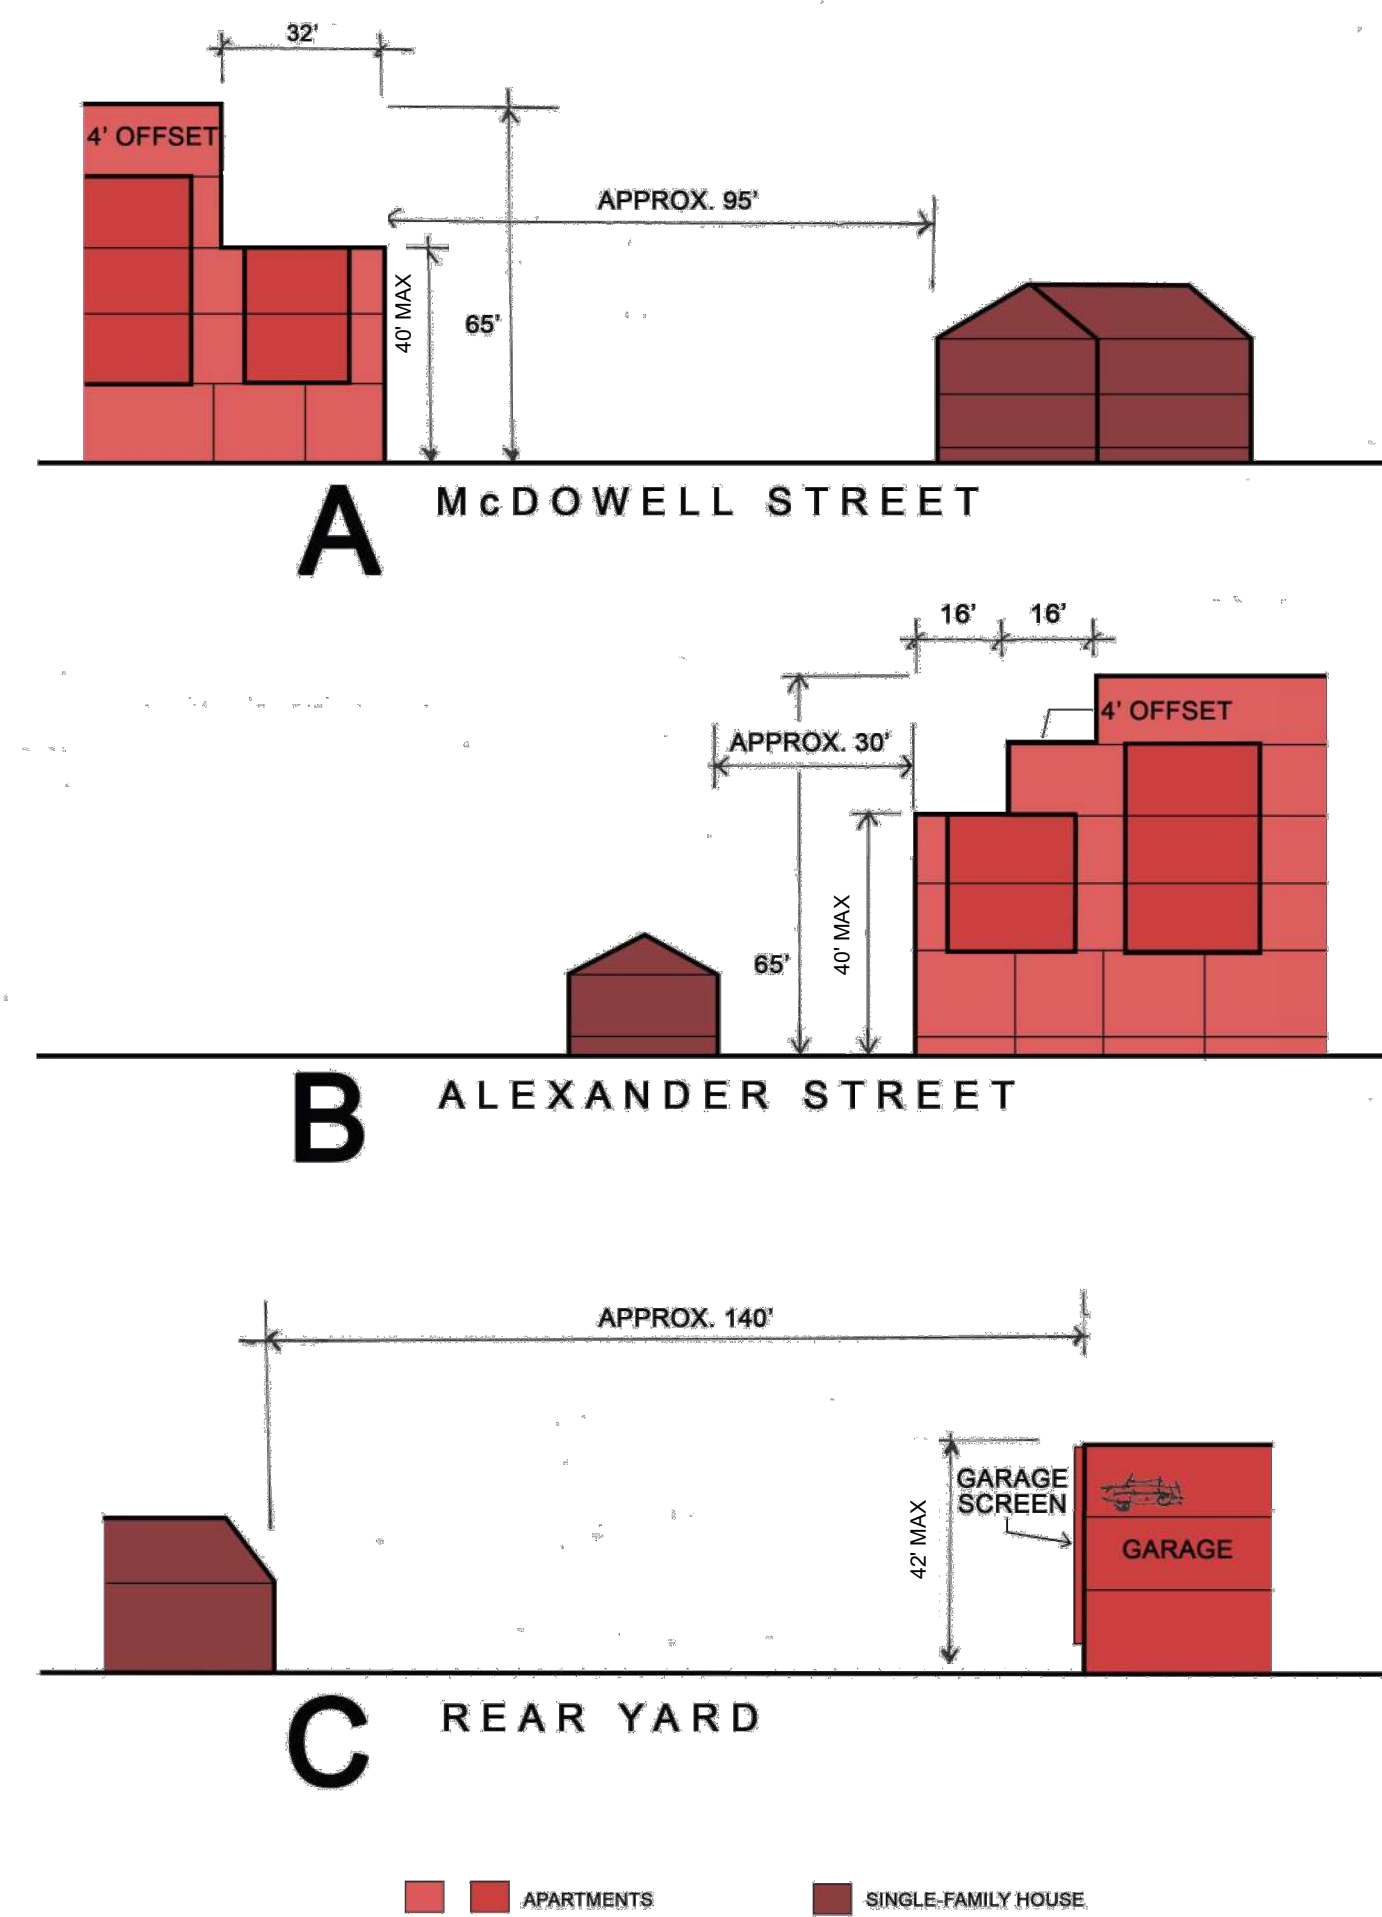 32'
4' OFFSET
APPROX. 95'
40' MAX
65'
A McDOWELL STREET
16' 16'
4' OFFSET
APPROX. 30'
40' MAX
65'
B ALEXANDER STREET
APPROX. 140'
GARAGE
SCREEN
42' MAX
GARAGE
C REAR YARD
APARTMENTS SINGLE-FAMILY HOUSE